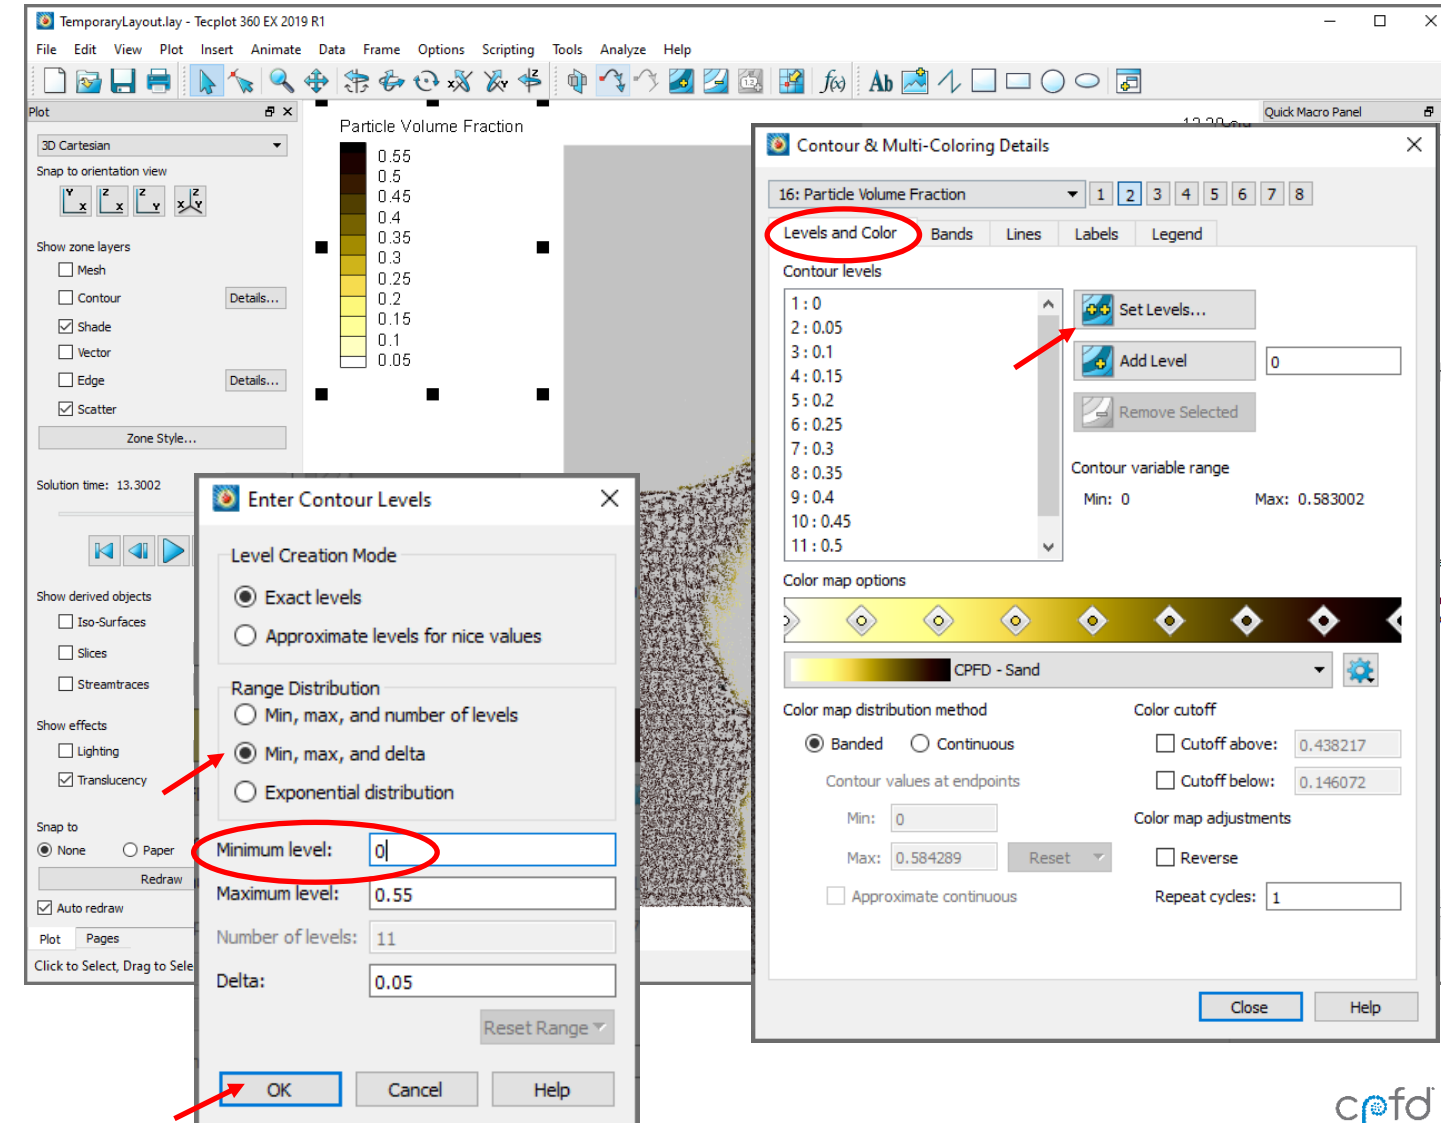 TemporaryLayout.lay - Tecplot 360 EX 2019 R1
File Edit View Plot Insert Animate Data Frame Options Scripting Tools Analyze Help
Plot
3D Cartesian
Snap to orientation view
Y X Z X Z Y Z X Y
Show zone layers
Mesh
Contour Details...
Shade
Vector
Edge Details...
Scatter
Zone Style...
Solution time: 13.3002
Show derived objects
Iso-Surfaces
Slices
Streamtraces
Show effects
Lighting
Translucency
Snap to
None Paper
Redraw
Auto redraw
Plot Pages
Click to Select, Drag to Sele
Particle Volume Fraction
0.55
0.5
0.45
0.4
0.35
0.3
0.25
0.2
0.15
0.1
0.05
Quick Macro Panel
Enter Contour Levels
Level Creation Mode
Exact levels
Approximate levels for nice values
Range Distribution
Min, max, and number of levels
Min, max, and delta
Exponential distribution
Minimum level: 0
Maximum level: 0.55
Number of levels: 11
Delta: 0.05
Reset Range
OK Cancel Help
Contour & Multi-Coloring Details
16: Particle Volume Fraction 1 2 3 4 5 6 7 8
Levels and Color Bands Lines Labels Legend
Contour levels
1 : 0
2 : 0.05
3 : 0.1
4 : 0.15
5 : 0.2
6 : 0.25
7 : 0.3
8 : 0.35
9 : 0.4
10 : 0.45
11 : 0.5
Set Levels...
Add Level 0
Remove Selected
Contour variable range
Min: 0 Max: 0.583002
Color map options
CPFD - Sand
Color map distribution method
Banded Continuous
Contour values at endpoints
Min: 0
Max: 0.584289 Reset
Approximate continuous
Color cutoff
Cutoff above: 0.438217
Cutoff below: 0.146072
Color map adjustments
Reverse
Repeat cycles: 1
Close Help
cpfd